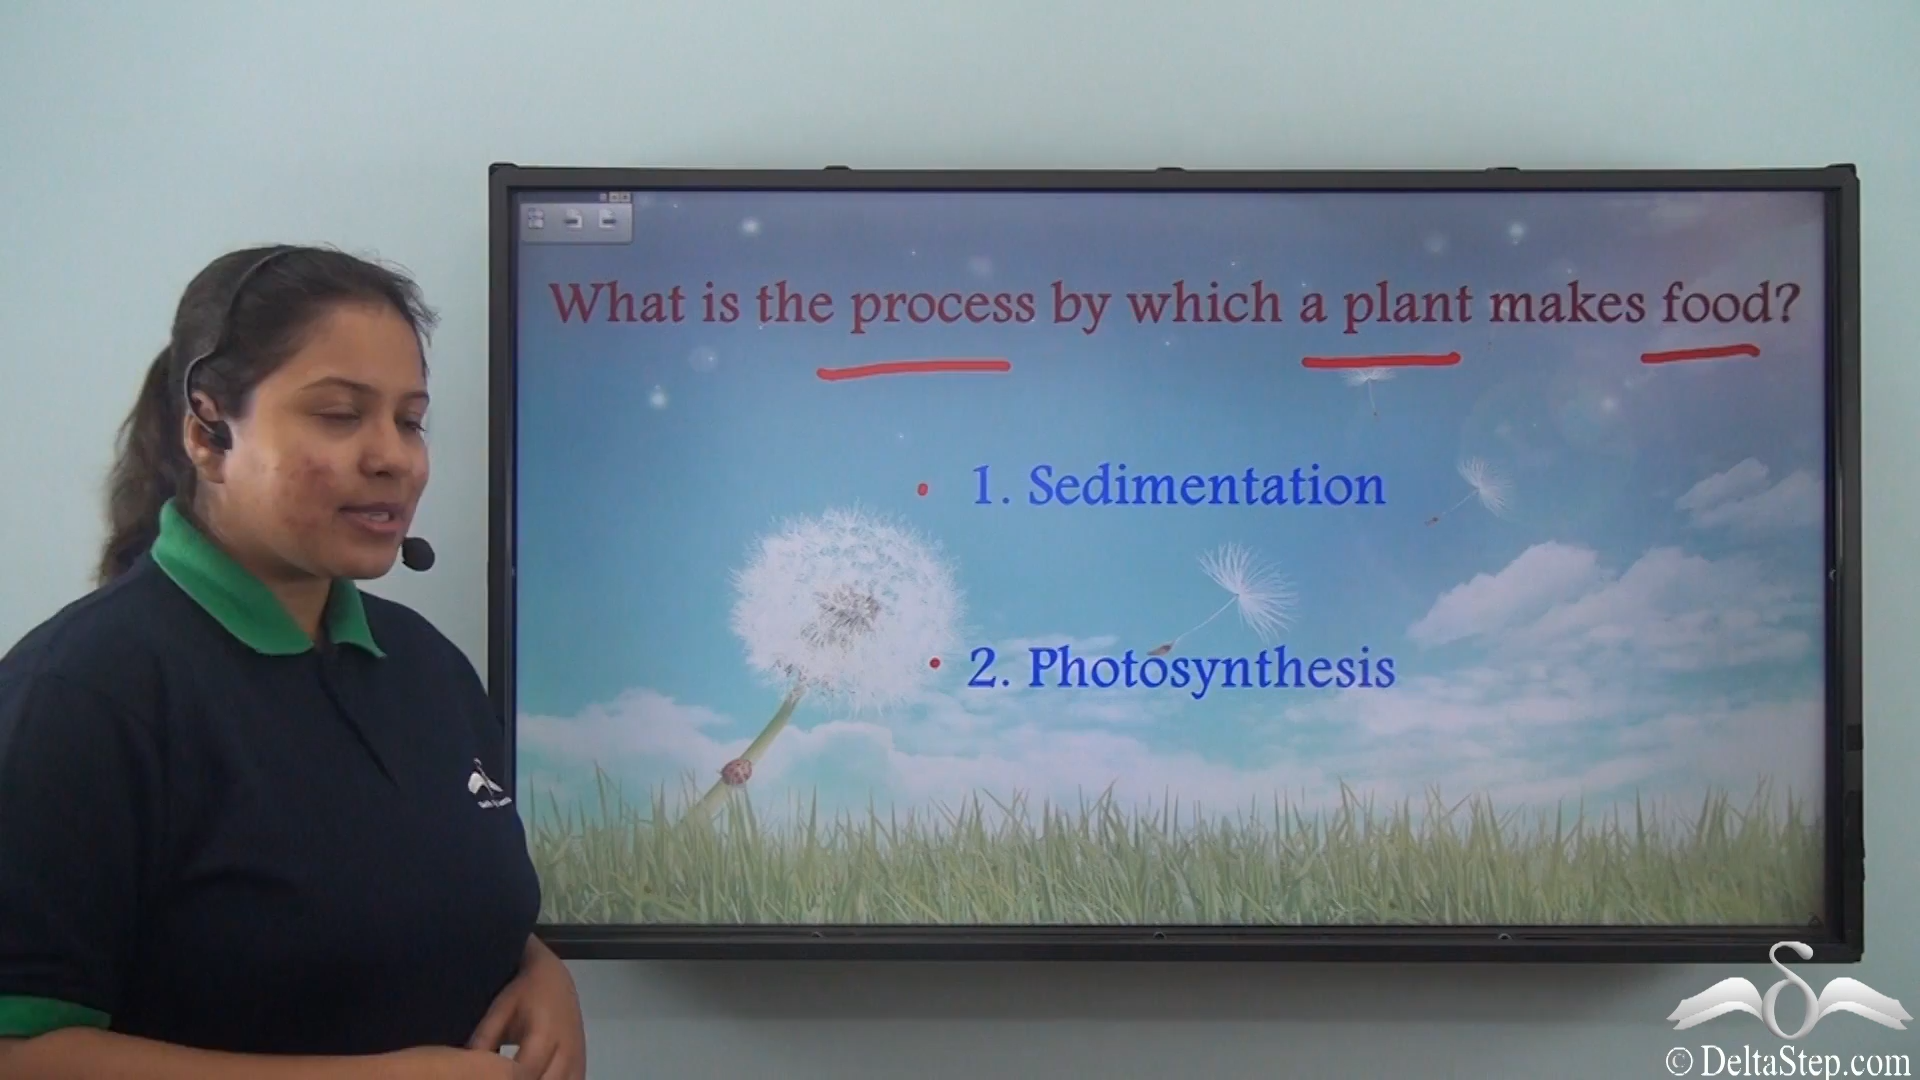 What is the process by which a plant makes food?
• 1. Sedimentation
• 2. Photosynthesis
© DeltaStep.com